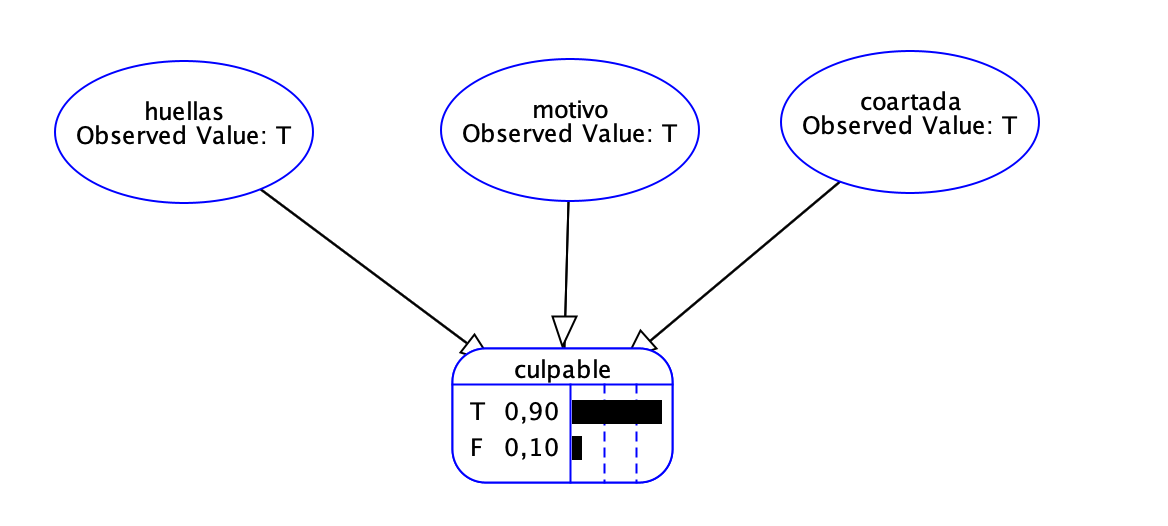 huellas
Observed Value: T
motivo
Observed Value: T
coartada
Observed Value: T
culpable
T 0,90
F 0,10